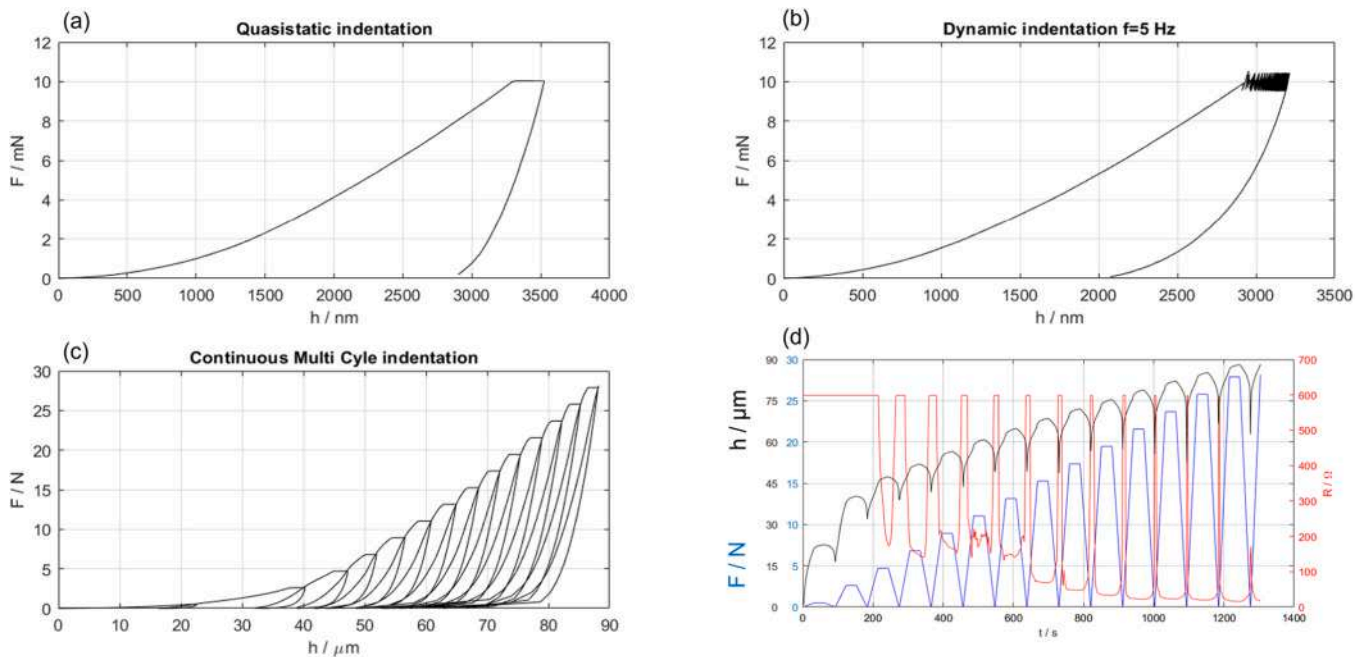 (a)
Quasistatic indentation
12
10
8
6
4
2
0
F / mN
0 500 1000 1500 2000 2500 3000 3500 4000
h / nm
(b)
Dynamic indentation f=5 Hz
12
10
8
6
4
2
0
F / mN
0 500 1000 1500 2000 2500 3000 3500
h / nm
(c)
Continuous Multi Cyle indentation
30
25
20
15
10
5
0
F / N
0 10 20 30 40 50 60 70 80 90
h / μm
(d)
90 30 700
75 25 600
60 20 500
45 15 400
30 10 300
15 5 200
0 0 100
0
h / μm
F / N
R / Ω
0 200 400 600 800 1000 1200 1400
t / s